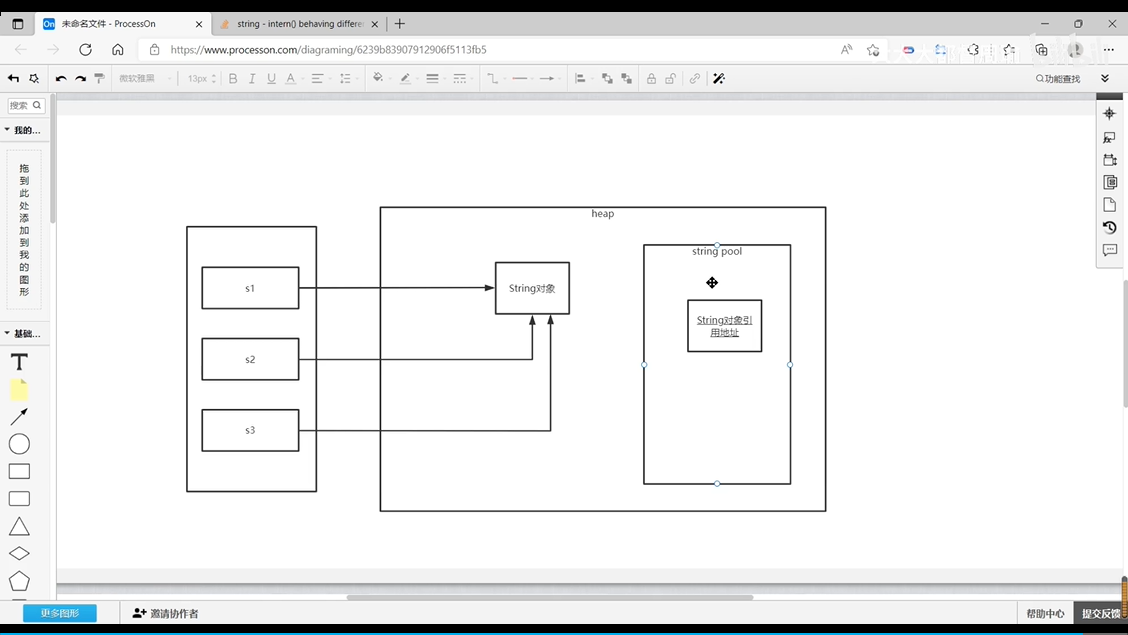 未命名文件 - ProcessOn
string - intern() behaving differe
https://www.processon.com/diagraming/6239b83907912906f5113fb5
微软雅黑
13px
B I U A
功能查找
搜索
我的...
拖到此处添加到我的图形
基础...
T
heap
string pool
s1
String对象
String对象引
用地址
s2
s3
更多图形
邀请协作者
帮助中心
提交反馈